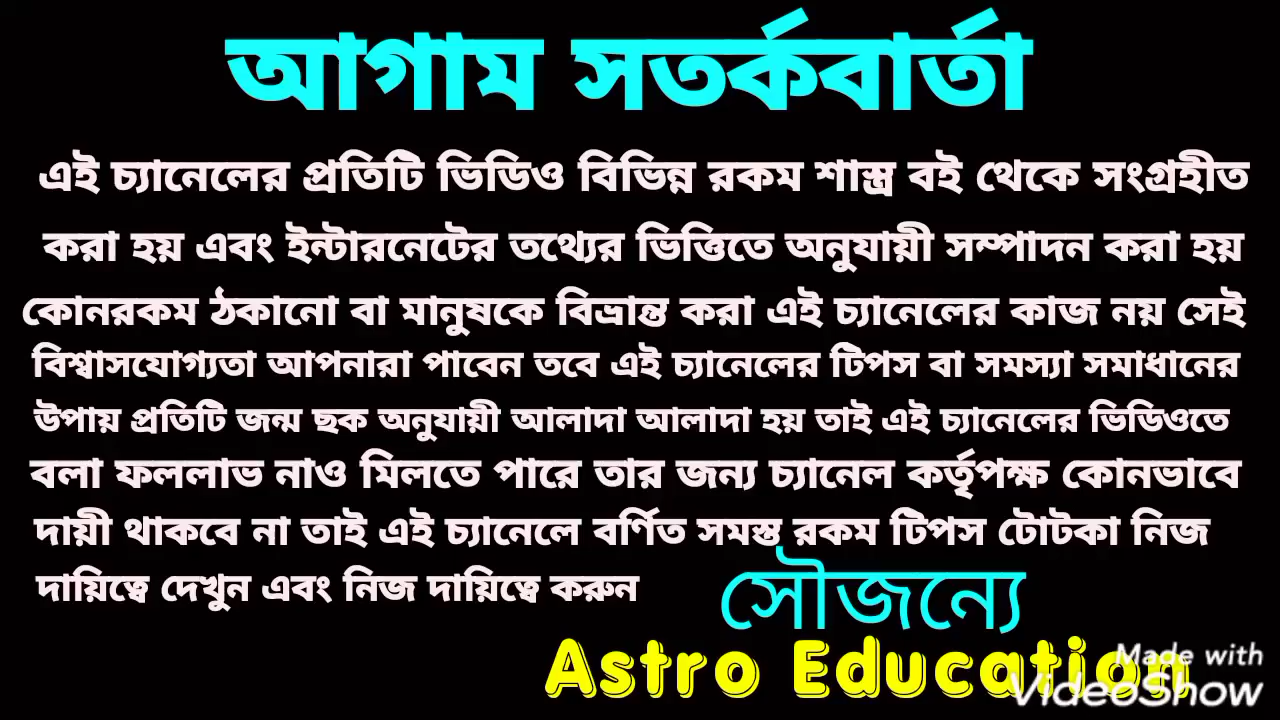 আগাম সতর্কবার্তা
এই চ্যানেলের প্রতিটি ভিডিও বিভিন্ন রকম শাস্ত্র বই থেকে সংগ্রহীত
করা হয় এবং ইন্টারনেটের তথ্যের ভিত্তিতে অনুযায়ী সম্পাদন করা হয়
কোনরকম ঠকানো বা মানুষকে বিভ্রান্ত করা এই চ্যানেলের কাজ নয় সেই
বিশ্বাসযোগ্যতা আপনারা পাবেন তবে এই চ্যানেলের টিপস বা সমস্যা সমাধানের
উপায় প্রতিটি জন্ম ছক অনুযায়ী আলাদা আলাদা হয় তাই এই চ্যানেলের ভিডিওতে
বলা ফললাভ নাও মিলতে পারে তার জন্য চ্যানেল কর্তৃপক্ষ কোনভাবে
দায়ী থাকবে না তাই এই চ্যানেলে বর্ণিত সমস্ত রকম টিপস টোটকা নিজ
দায়িত্বে দেখুন এবং নিজ দায়িত্বে করুন
সৌজন্যে
Astro Education
Made with
VideoShow